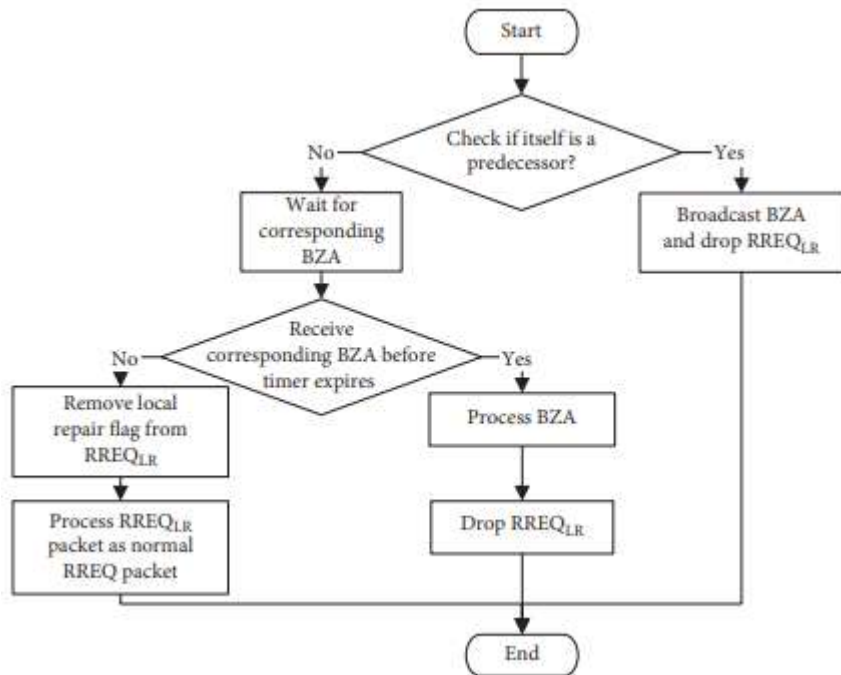 Start
Check if itself is a
predecessor?
No
Yes
Wait for
corresponding
BZA
Broadcast BZA
and drop RREQLR
Receive
corresponding BZA before
timer expires
No
Yes
Remove local
repair flag from
RREQLR
Process BZA
Process RREQLR
packet as normal
RREQ packet
Drop RREQLR
End